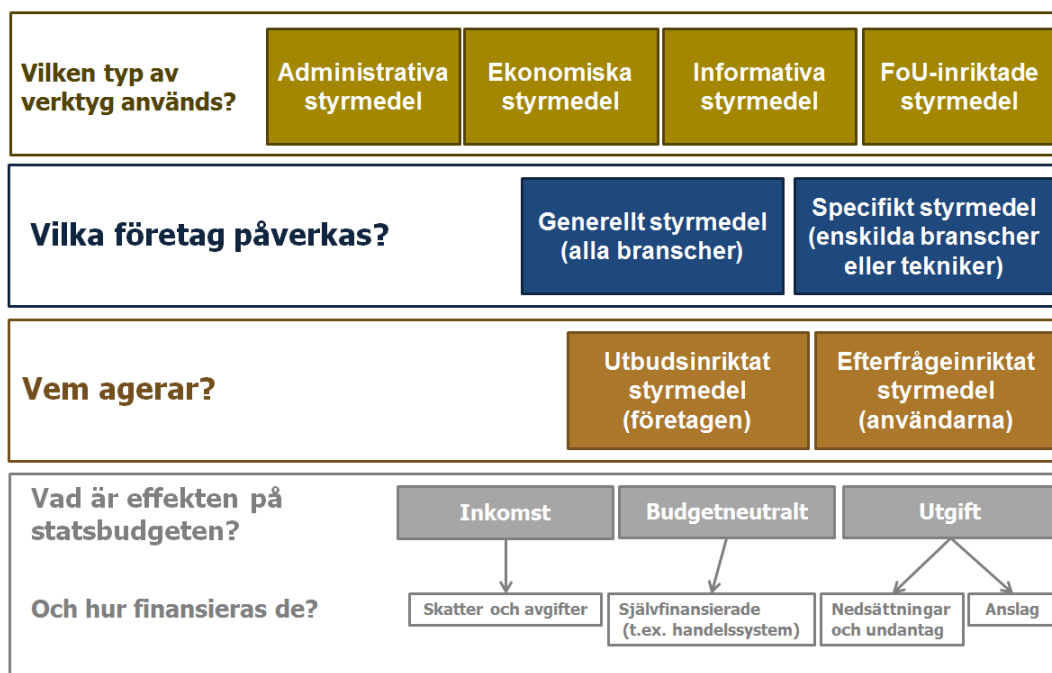 Vilken typ av
verktyg används?
Administrativa
styrmedel
Ekonomiska
styrmedel
Informativa
styrmedel
FoU-inriktade
styrmedel
Vilka företag påverkas?
Generellt styrmedel
(alla branscher)
Specifikt styrmedel
(enskilda branscher
eller tekniker)
Vem agerar?
Utbudsinriktat
styrmedel
(företagen)
Efterfrågeinriktat
styrmedel
(användarna)
Vad är effekten på
statsbudgeten?
Inkomst
Budgetneutralt
Utgift
Och hur finansieras de?
Skatter och avgifter
Självfinansierade
(t.ex. handelssystem)
Nedsättningar
och undantag
Anslag